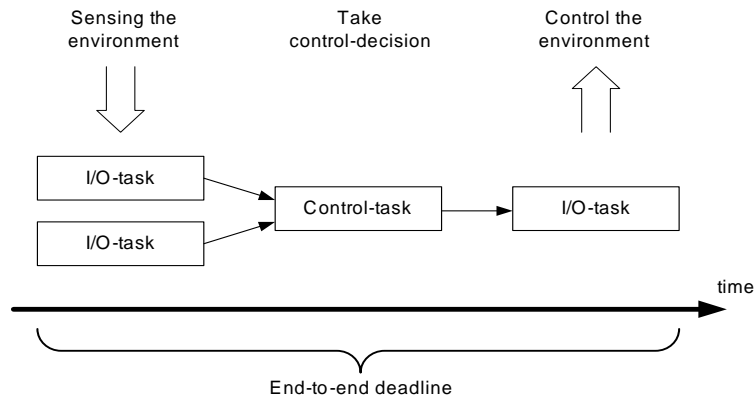 Sensing the
environment
Take
control-decision
Control the
environment
I/O-task
I/O-task
Control-task
I/O-task
time
End-to-end deadline